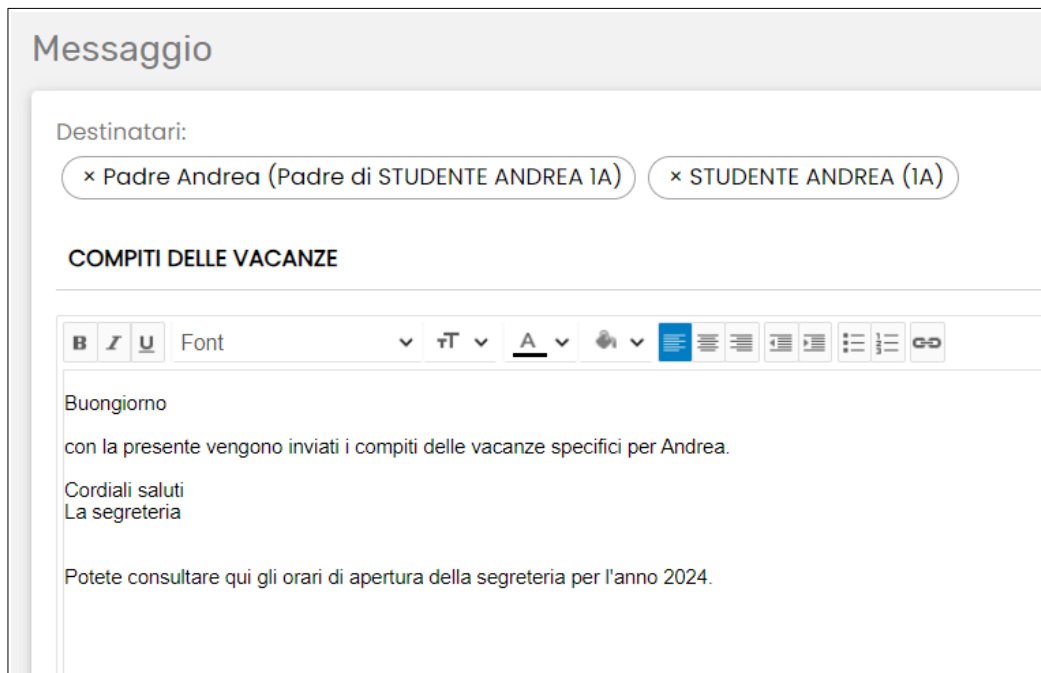 Messaggio
Destinatari:
× Padre Andrea (Padre di STUDENTE ANDREA 1A) × STUDENTE ANDREA (1A)
COMPITI DELLE VACANZE
B I U Font TT A
Buongiorno
con la presente vengono inviati i compiti delle vacanze specifici per Andrea.
Cordiali saluti
La segreteria
Potete consultare qui gli orari di apertura della segreteria per l'anno 2024.